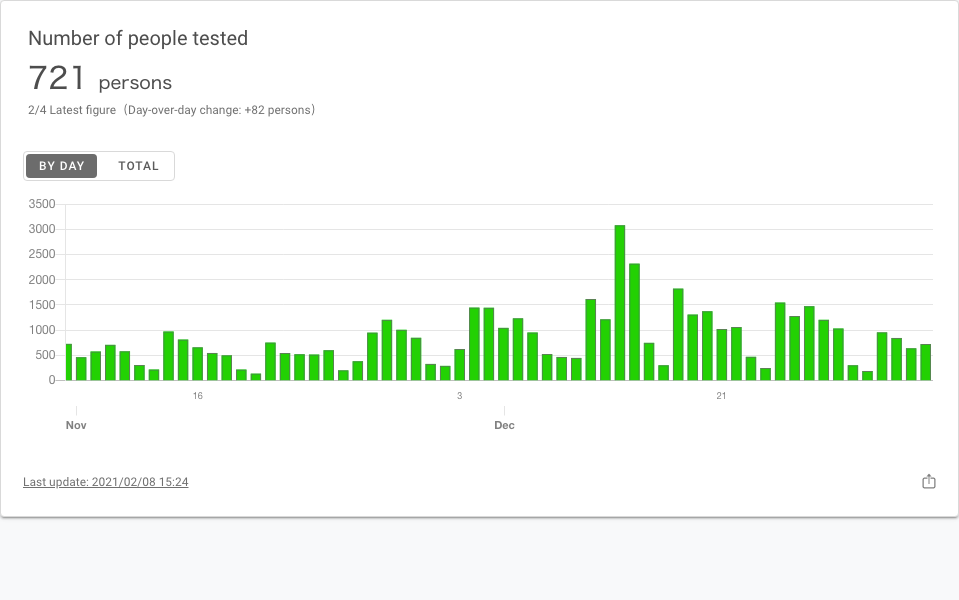 Number of people tested
721 persons
2/4 Latest figure（Day-over-day change: +82 persons）
BY DAY TOTAL
3500
3000
2500
2000
1500
1000
500
0
16 3 21
Nov Dec
Last update: 2021/02/08 15:24